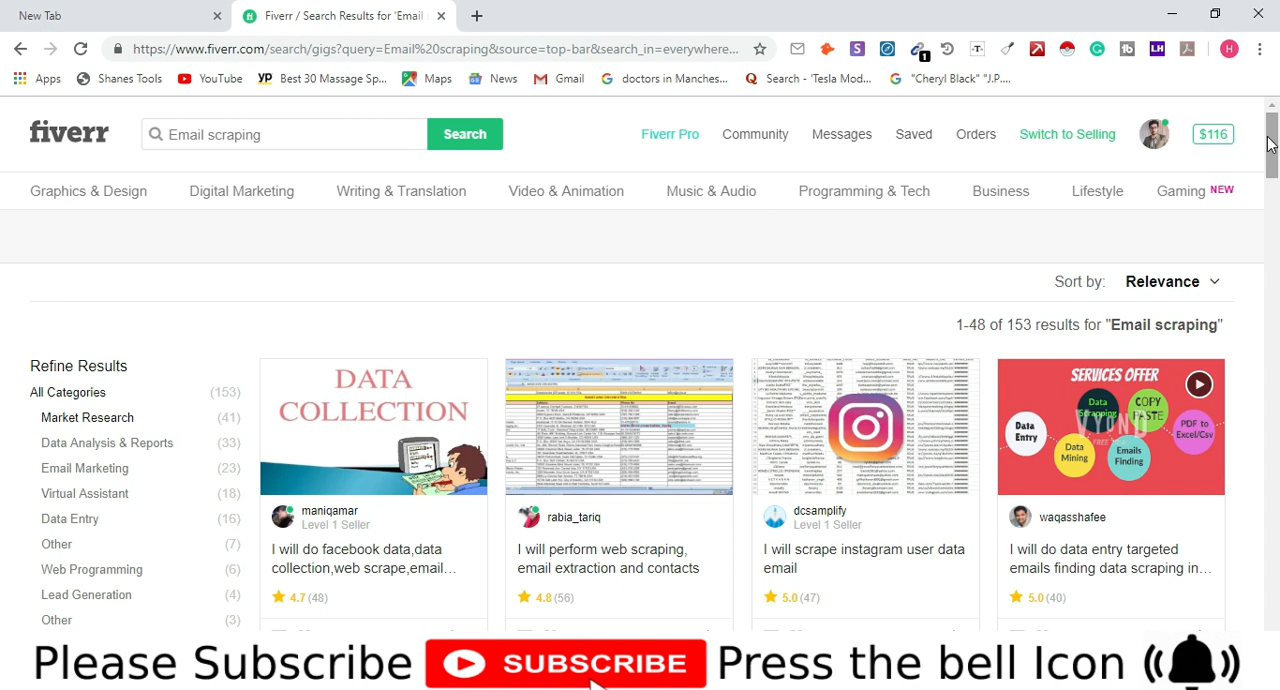 New Tab
Fiverr / Search Results for 'Email
https://www.fiverr.com/search/gigs?query=Email%20scraping&source=top-bar&search_in=everywhere...
Apps Shanes Tools YouTube YP Best 30 Massage Sp... Maps News Gmail doctors in Manches... Search - 'Tesla Mod... "Cheryl Black" "J.P....
fiverr
Email scraping
Search
Fiverr Pro Community Messages Saved Orders Switch to Selling $116
Graphics & Design Digital Marketing Writing & Translation Video & Animation Music & Audio Programming & Tech Business Lifestyle Gaming NEW
Sort by: Relevance
1-48 of 153 results for "Email scraping"
Refine Results
All Categories (153)
Market Research (41)
Data Analysis & Reports (33)
Email Marketing (23)
Virtual Assistant (18)
Data Entry (16)
Other (7)
Web Programming (6)
Lead Generation (4)
Other (3)
DATA
COLLECTION
maniqamar
Level 1 Seller
I will do facebook data,data
collection,web scrape,email...
4.7 (48)
rabia_tariq
I will perform web scraping,
email extraction and contacts
4.8 (56)
dcsamplify
Level 1 Seller
I will scrape instagram user data
email
5.0 (47)
SERVICES OFFER
Data
Entry
Data
Scrapping
COPY
PASTE
Data
Mining
Emails
Finding
PDF to
Excel/Csv
waqasshafee
I will do data entry targeted
emails finding data scraping in...
5.0 (40)
Please Subscribe SUBSCRIBE Press the bell Icon